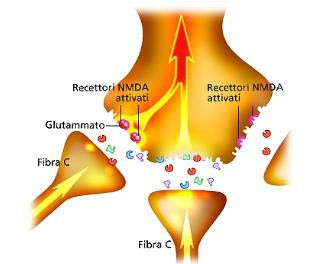 Recettori NMDA
attivati
Recettori NMDA
attivati
Glutammato
Fibra C
Fibra C